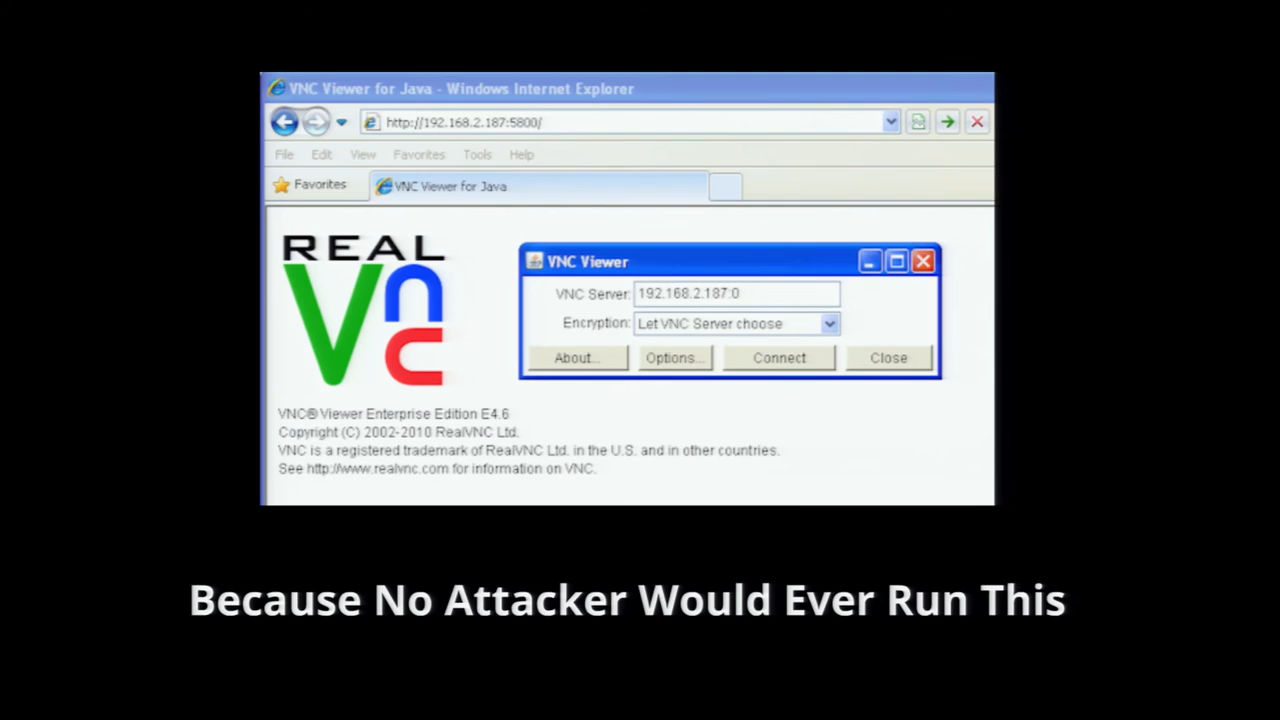 VNC Viewer for Java - Windows Internet Explorer
http://192.168.2.187:5800/
File Edit View Favorites Tools Help
Favorites VNC Viewer for Java
REAL
Vnc
VNC Viewer
VNC Server: 192.168.2.187:0
Encryption: Let VNC Server choose
About... Options... Connect Close
VNC® Viewer Enterprise Edition E4.6
Copyright (C) 2002-2010 RealVNC Ltd.
VNC is a registered trademark of RealVNC Ltd. in the U.S. and in other countries.
See http://www.realvnc.com for information on VNC.
Because No Attacker Would Ever Run This